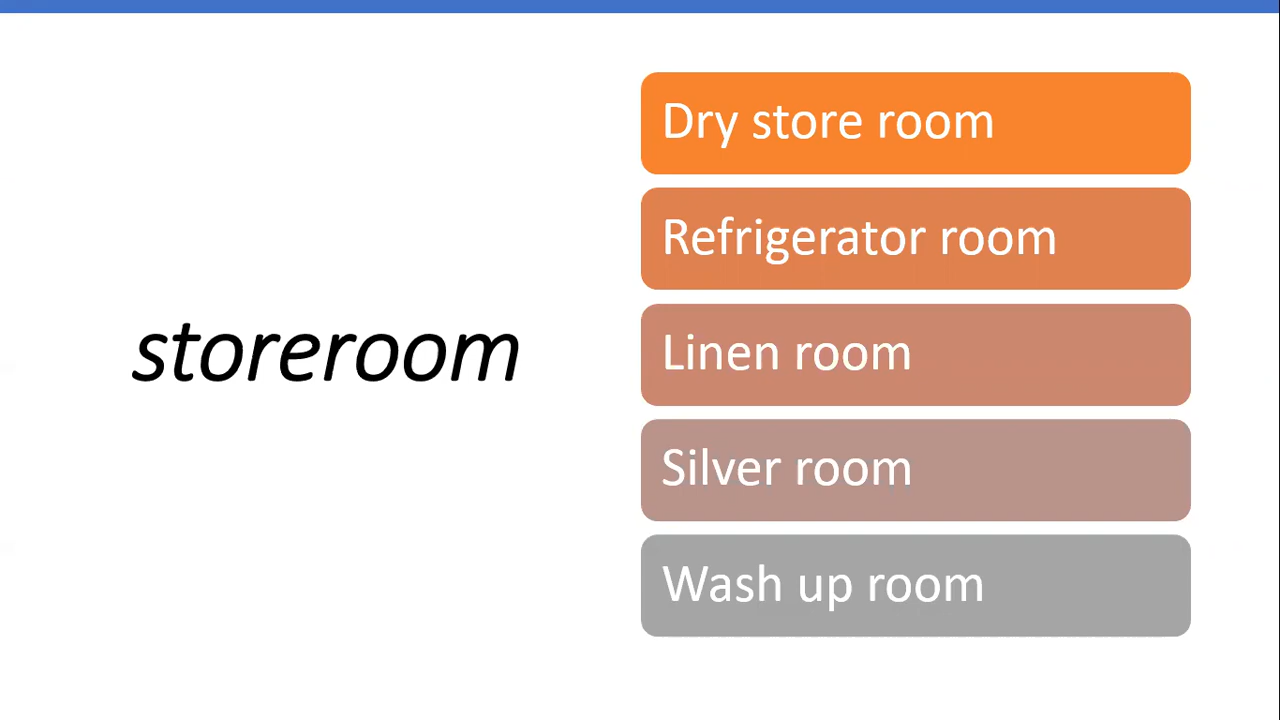 storeroom
Dry store room
Refrigerator room
Linen room
Silver room
Wash up room